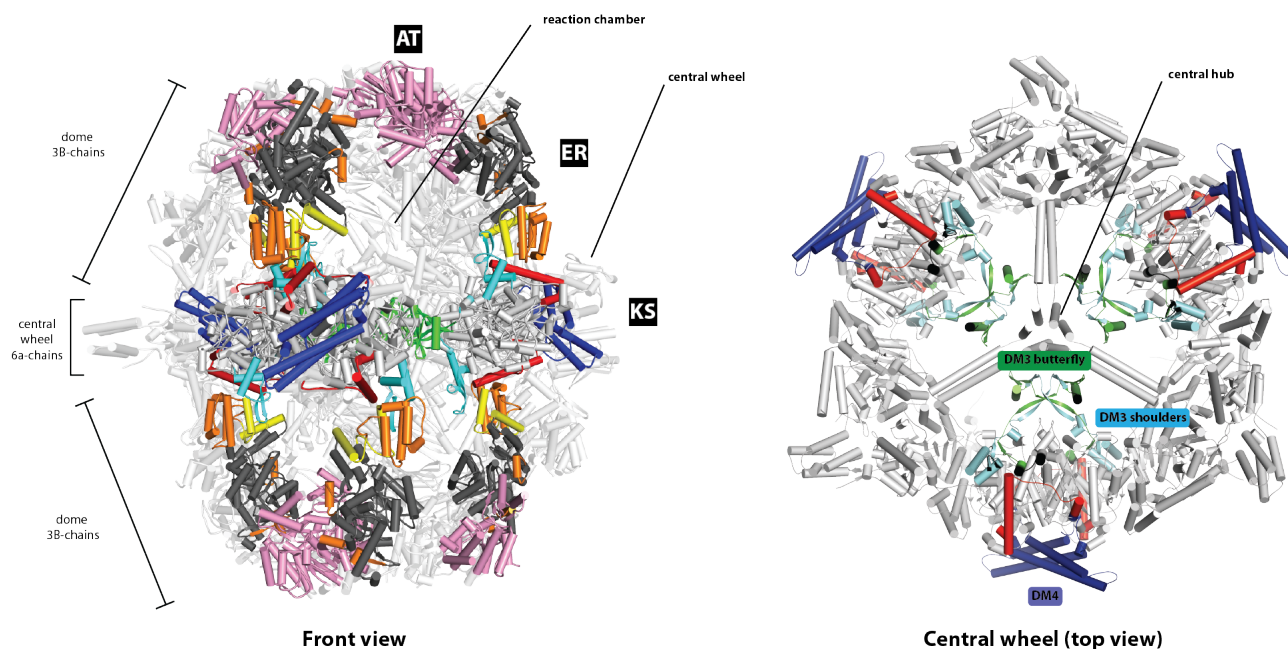 reaction chamber
AT
central wheel
central hub
dome
3B-chains
ER
KS
central
wheel
6a-chains
DM3 butterfly
DM3 shoulders
dome
3B-chains
DM4
Front view
Central wheel (top view)